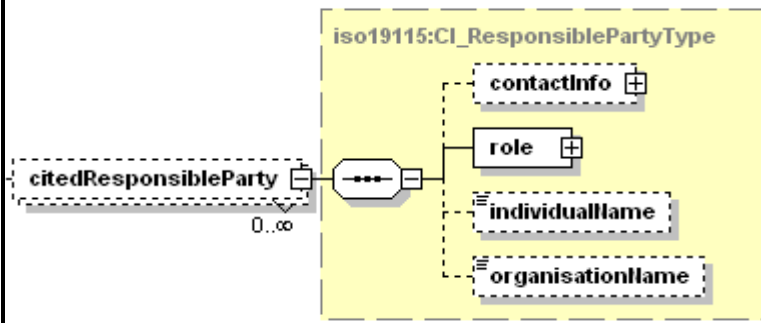 iso19115:CI_ResponsiblePartyType
contactInfo
role
citedResponsibleParty
0..∞
individualName
organisationName